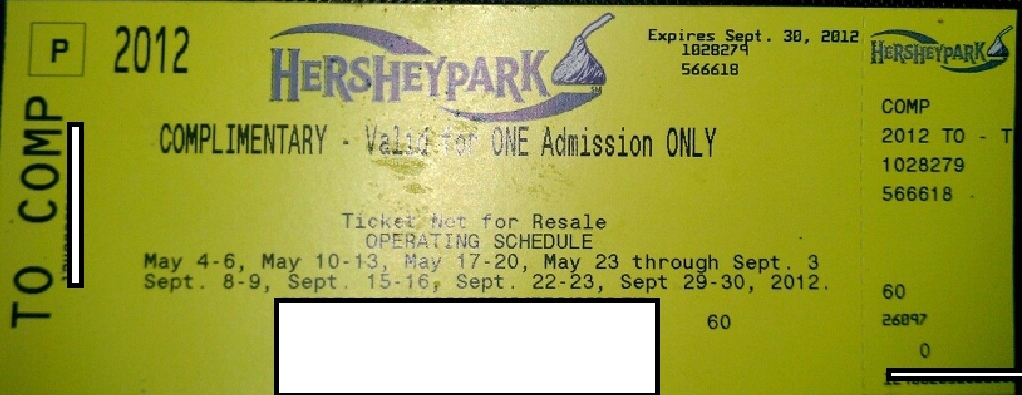 P 2012
HERSHEYPARK
SM
Expires Sept. 30, 2012
1028279
566618
COMPLIMENTARY - Valid for ONE Admission ONLY
Ticket Not for Resale
OPERATING SCHEDULE
May 4-6, May 10-13, May 17-20, May 23 through Sept. 3
Sept. 8-9, Sept. 15-16, Sept. 22-23, Sept 29-30, 2012.
60
TO COMP
HERSHEYPARK
COMP
2012 TO - T
1028279
566618
60
26897
0